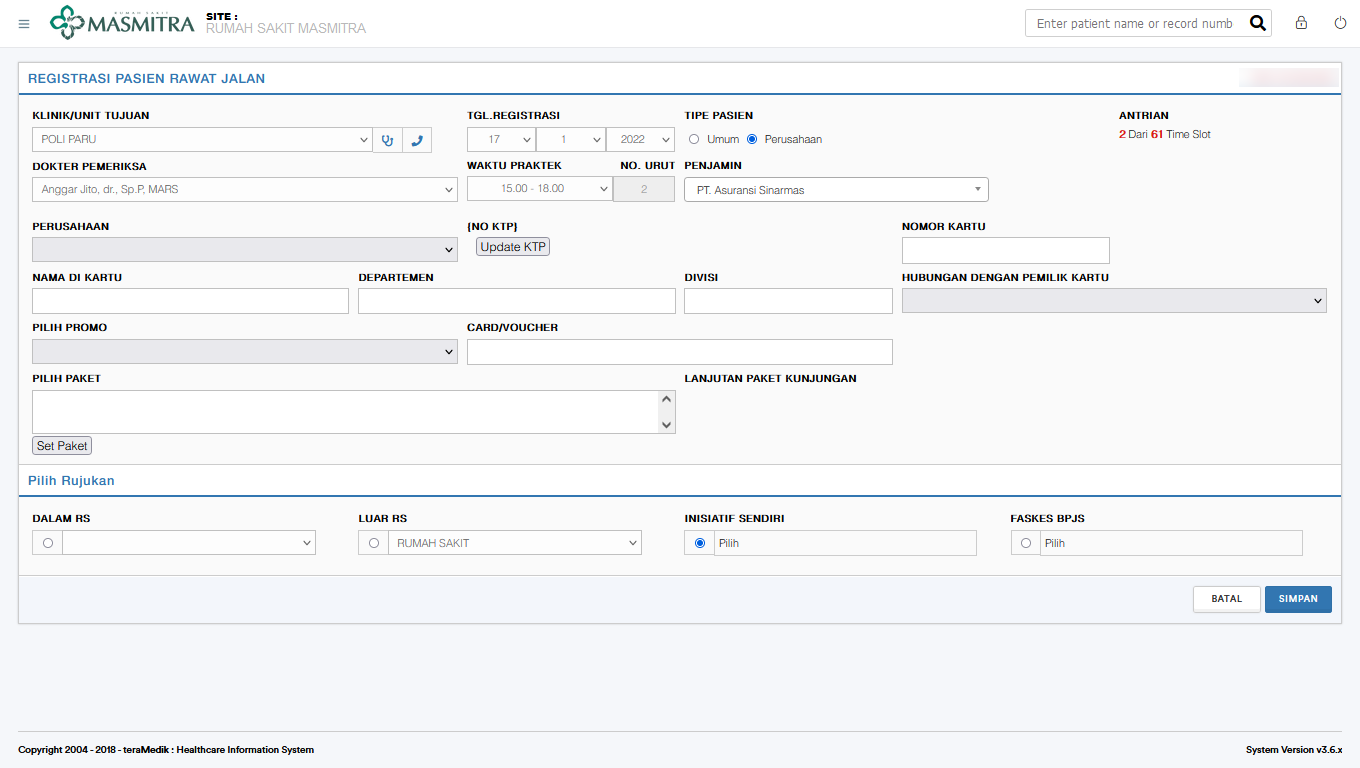 RUMAH SAKIT
MASMITRA
SITE :
RUMAH SAKIT MASMITRA
Enter patient name or record numb
REGISTRASI PASIEN RAWAT JALAN
KLINIK/UNIT TUJUAN TGL.REGISTRASI TIPE PASIEN ANTRIAN
POLI PARU 17 1 2022 Umum Perusahaan 2 Dari 61 Time Slot
DOKTER PEMERIKSA WAKTU PRAKTEK NO. URUT PENJAMIN
Anggar Jito, dr., Sp.P, MARS 15.00 - 18.00 2 PT. Asuransi Sinarmas
PERUSAHAAN (NO KTP) NOMOR KARTU
Update KTP
NAMA DI KARTU DEPARTEMEN DIVISI HUBUNGAN DENGAN PEMILIK KARTU
PILIH PROMO CARD/VOUCHER
PILIH PAKET LANJUTAN PAKET KUNJUNGAN
Set Paket
Pilih Rujukan
DALAM RS LUAR RS INISIATIF SENDIRI FASKES BPJS
RUMAH SAKIT Pilih Pilih
BATAL SIMPAN
Copyright 2004 - 2018 - teraMedik : Healthcare Information System System Version v3.6.x